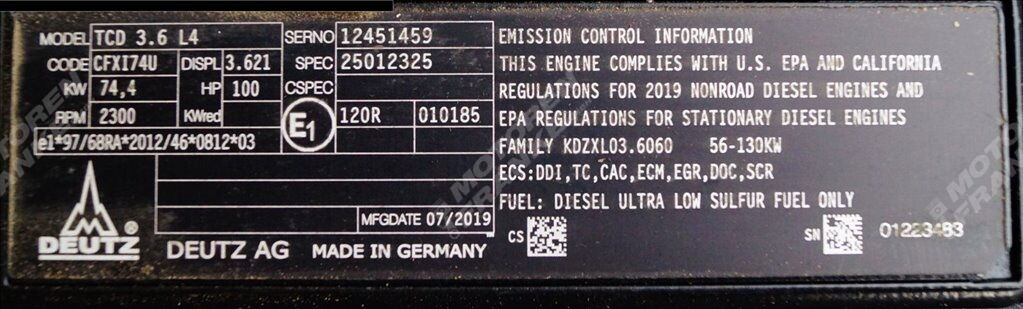 MODEL TCD 3.6 L4 SERNO 12451459
CODE CFXI74U DISPL 3.621 SPEC 25012325
KW 74,4 HP 100 CSPEC
RPM 2300 KWred E1 120R 010185
e1*97/68RA*2012/46*0812*03
MFGDATE 07/2019
DEUTZ
DEUTZ AG MADE IN GERMANY
EMISSION CONTROL INFORMATION
THIS ENGINE COMPLIES WITH U.S. EPA AND CALIFORNIA
REGULATIONS FOR 2019 NONROAD DIESEL ENGINES AND
EPA REGULATIONS FOR STATIONARY DIESEL ENGINES
FAMILY KDZXL03.6060 56-130KW
ECS:DDI,TC,CAC,ECM,EGR,DOC,SCR
FUEL: DIESEL ULTRA LOW SULFUR FUEL ONLY
CS SN 01223483